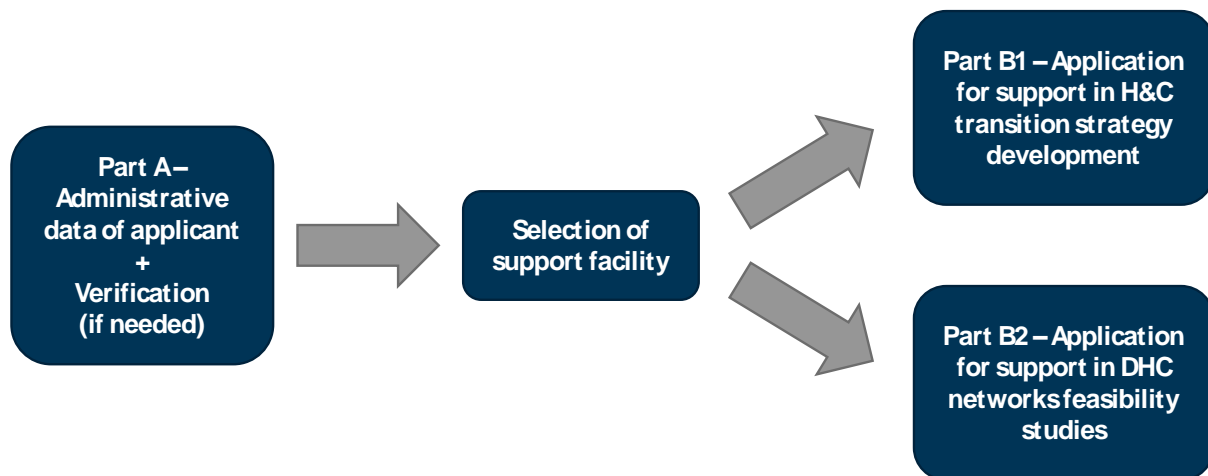 Part A – 
Administrative
data of applicant
+
Verification
(if needed)
Selection of
support facility
Part B1 – Application
for support in H&C
transition strategy
development
Part B2 – Application
for support in DHC
networks feasibility
studies